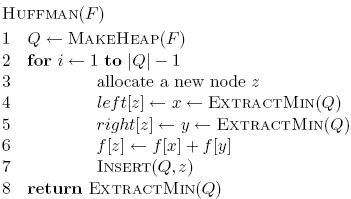 HUFFMAN(F)
1 Q ← MAKEHEAP(F)
2 for i ← 1 to |Q| − 1
3 allocate a new node z
4 left[z] ← x ← EXTRACTMIN(Q)
5 right[z] ← y ← EXTRACTMIN(Q)
6 f[z] ← f[x] + f[y]
7 INSERT(Q, z)
8 return EXTRACTMIN(Q)